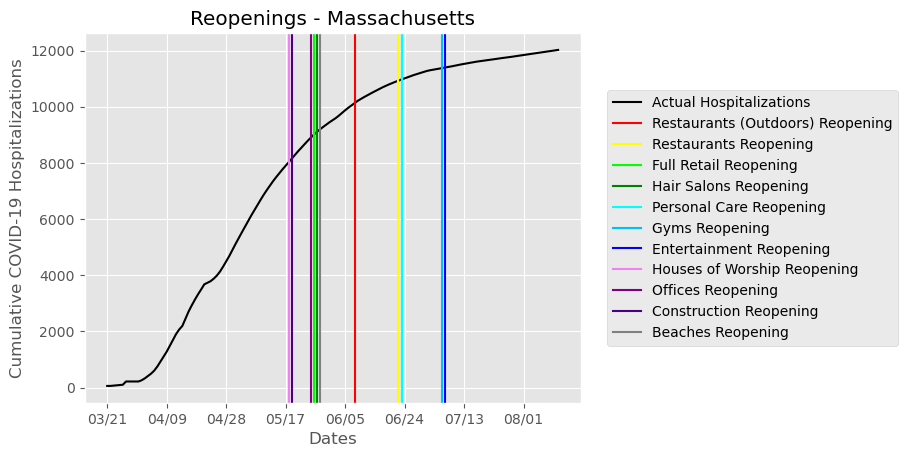 Reopenings - Massachusetts
Cumulative COVID-19 Hospitalizations
12000
10000
8000
6000
4000
2000
0
03/21 04/09 04/28 05/17 06/05 06/24 07/13 08/01
Dates
Actual Hospitalizations
Restaurants (Outdoors) Reopening
Restaurants Reopening
Full Retail Reopening
Hair Salons Reopening
Personal Care Reopening
Gyms Reopening
Entertainment Reopening
Houses of Worship Reopening
Offices Reopening
Construction Reopening
Beaches Reopening